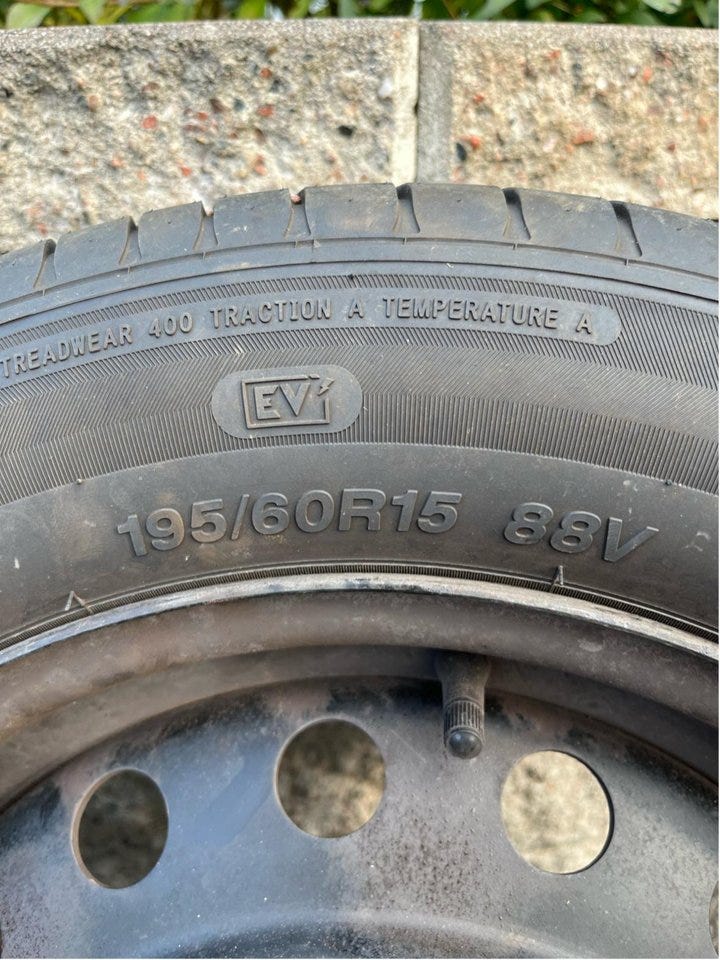 TREADWEAR 400 TRACTION A TEMPERATURE A
EV
195/60R15 88V